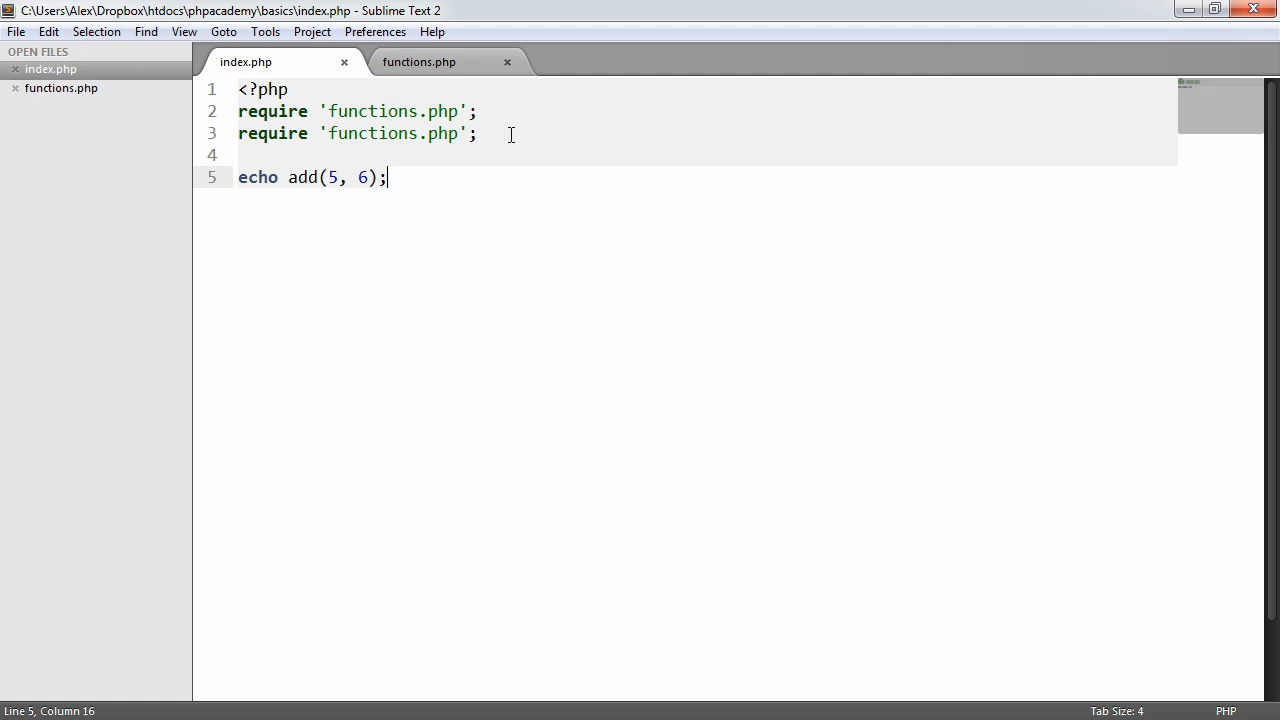 C:\Users\Alex\Dropbox\htdocs\phpacademy\basics\index.php - Sublime Text 2
File Edit Selection Find View Goto Tools Project Preferences Help
OPEN FILES
index.php
functions.php
index.php functions.php
1 <?php
2 require 'functions.php';
3 require 'functions.php';
4
5 echo add(5, 6);
Line 5, Column 16 Tab Size: 4 PHP